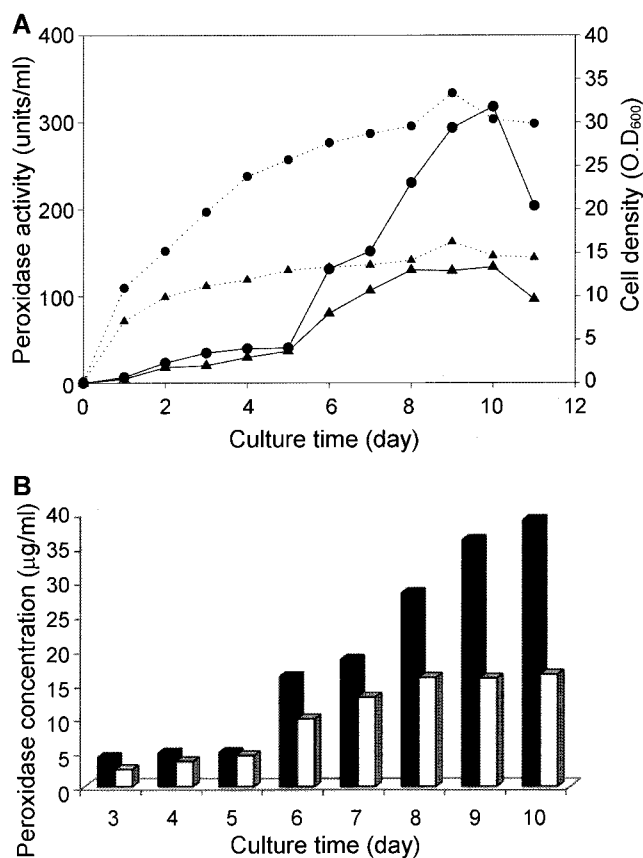 A
Peroxidase activity (units/ml)
400
300
200
100
0
40
35
30
25
20
15
10
5
0
Cell density (O.D600)
0 2 4 6 8 10 12
Culture time (day)
B
Peroxidase concentration (µg/ml)
40
35
30
25
20
15
10
5
0
3 4 5 6 7 8 9 10
Culture time (day)